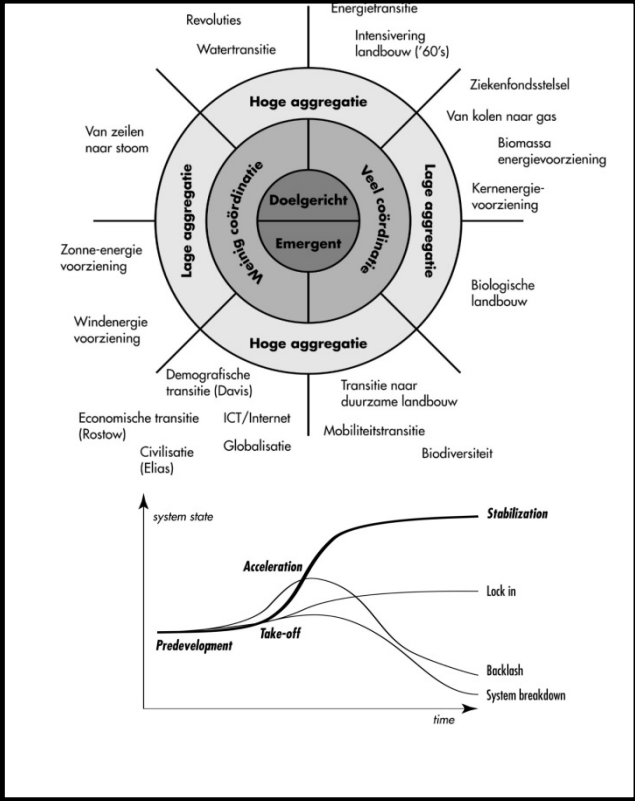 Energietransitie
Revoluties
Intensivering
landbouw ('60's)
Watertransitie
Ziekenfondsstelsel
Van kolen naar gas
Biomassa
energievoorziening
Kernenergie-
voorziening
Van zeilen
naar stoom
Hoge aggregatie
Lage aggregatie
Weinig coördinatie
Doelgericht
Emergent
Veel coördinatie
Lage aggregatie
Hoge aggregatie
Zonne-energie
voorziening
Windenergie
voorziening
Biologische
landbouw
Demografische
transitie (Davis)
Economische transitie
(Rostow)
Civilisatie
(Elias)
ICT/Internet
Globalisatie
Transitie naar
duurzame landbouw
Mobiliteitstransitie
Biodiversiteit
system state
Stabilization
Acceleration
Lock in
Take-off
Predevelopment
Backlash
System breakdown
time